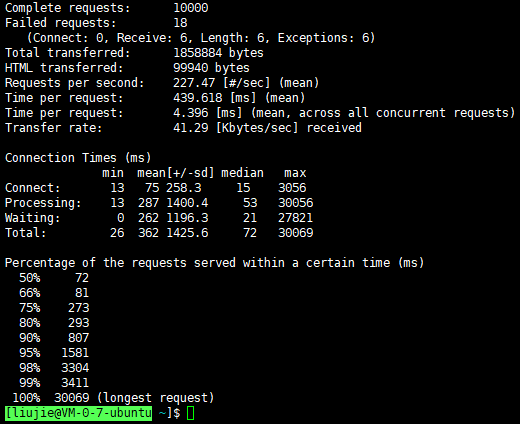 Complete requests:      10000
Failed requests:        18
   (Connect: 0, Receive: 6, Length: 6, Exceptions: 6)
Total transferred:      1858884 bytes
HTML transferred:       99940 bytes
Requests per second:    227.47 [#/sec] (mean)
Time per request:       439.618 [ms] (mean)
Time per request:       4.396 [ms] (mean, across all concurrent requests)
Transfer rate:          41.29 [Kbytes/sec] received

Connection Times (ms)
              min  mean[+/-sd] median   max
Connect:       13   75 258.3     15    3056
Processing:    13  287 1400.4    53   30056
Waiting:        0  262 1196.3    21   27821
Total:         26  362 1425.6    72   30069

Percentage of the requests served within a certain time (ms)
  50%     72
  66%     81
  75%    273
  80%    293
  90%    807
  95%   1581
  98%   3304
  99%   3411
 100%  30069 (longest request)
[liujie@VM-0-7-ubuntu ~]$